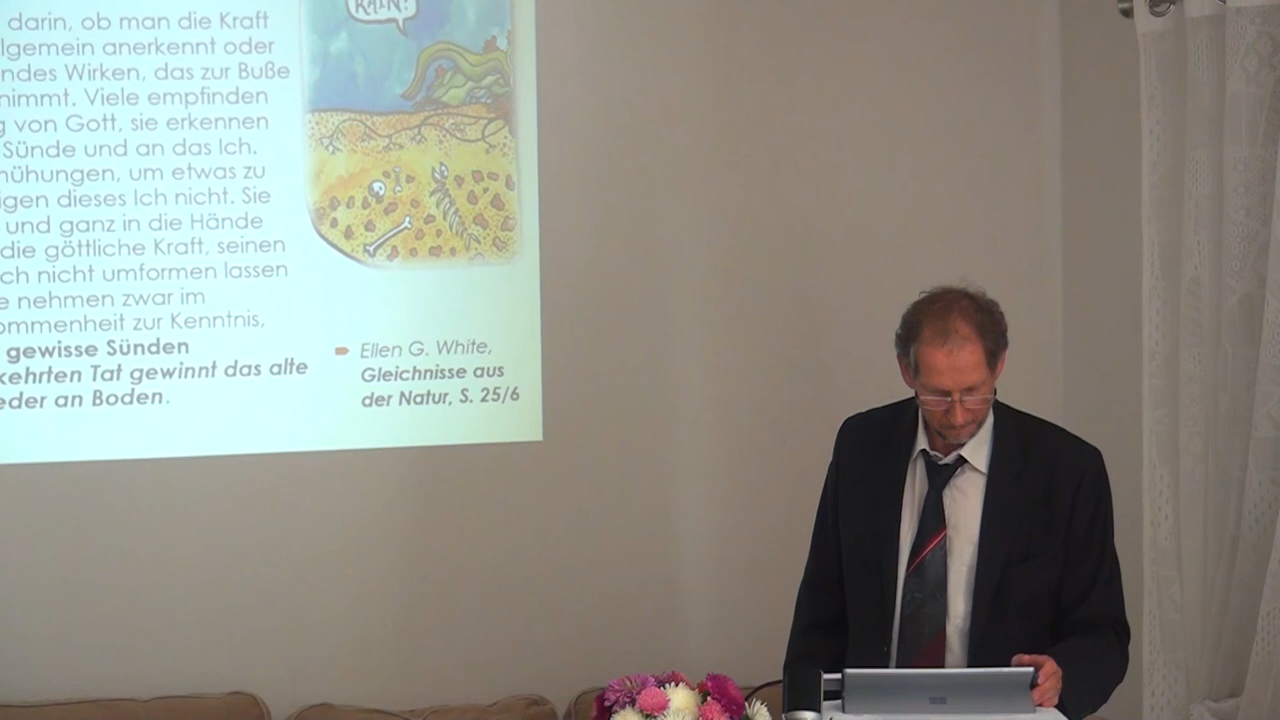 RAIN!
darin, ob man die Kraft
lgemein anerkennt oder
ndes Wirken, das zur Buße
nimmt. Viele empfinden
g von Gott, sie erkennen
Sünde und an das Ich.
nühungen, um etwas zu
igen dieses Ich nicht. Sie
und ganz in die Hände
die göttliche Kraft, seinen
ch nicht umformen lassen
e nehmen zwar im
ommenheit zur Kenntnis,
gewisse Sünden
kehrten Tat gewinnt das alte
eder an Boden.
Ellen G. White,
Gleichnisse aus
der Natur, S. 25/6